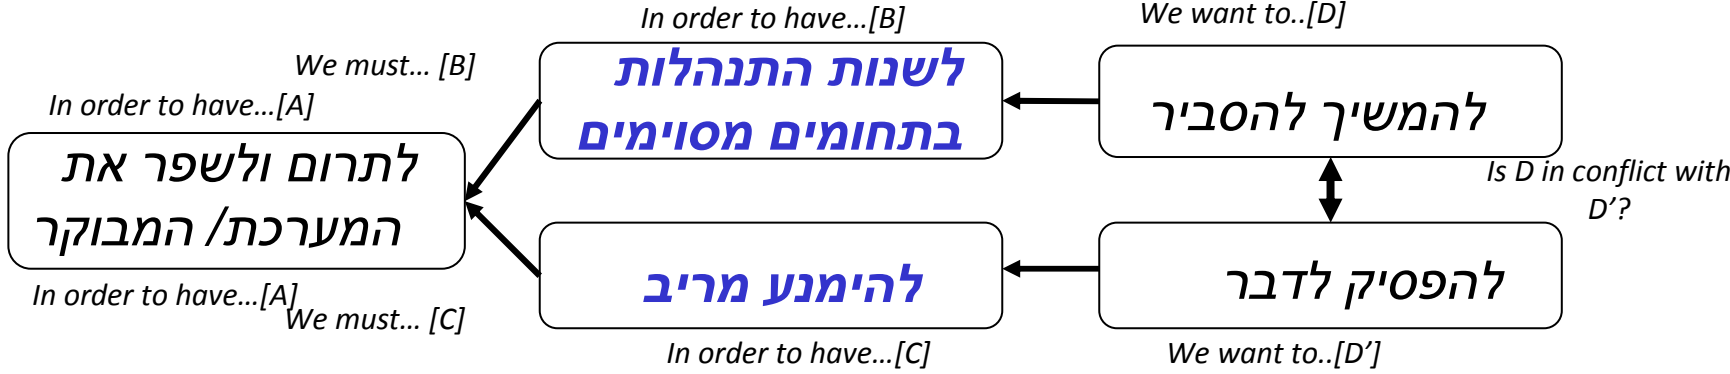 In order to have...[B]
We want to..[D]
We must... [B]
לשנות התנהלות
בתחומים מסוימים
להמשיך להסביר
In order to have...[A]
לתרום ולשפר את
המערכת/ המבוקר
Is D in conflict with
D’?
להימנע מריב
להפסיק לדבר
In order to have...[A]
We must... [C]
In order to have...[C]
We want to..[D’]